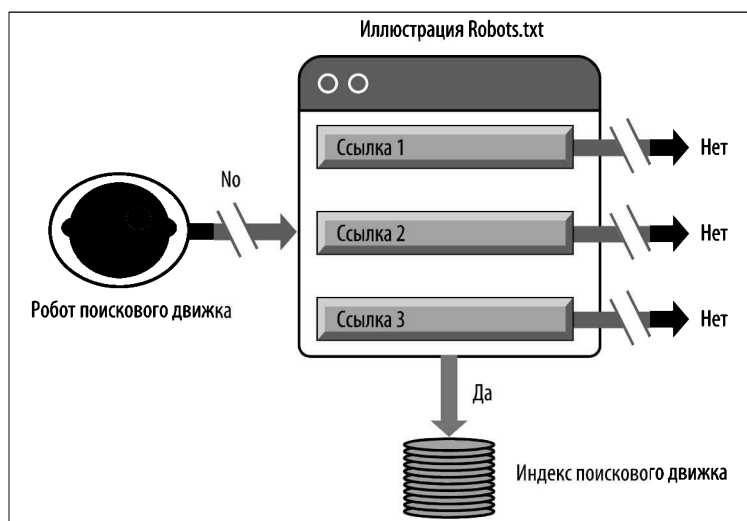 Иллюстрация Robots.txt
Ссылка 1
Нет
No
Ссылка 2
Нет
Робот поискового движка
Ссылка 3
Нет
Да
Индекс поискового движка